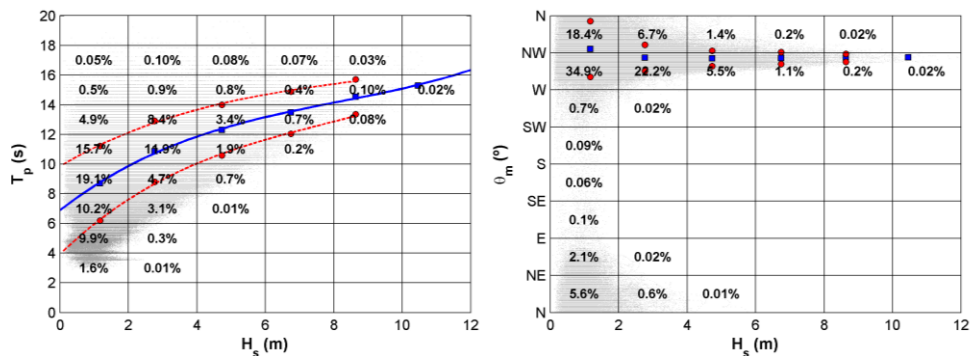 20
18
16
14
12
10
8
6
4
2
0
T_p (s)
0.05% 0.10% 0.08% 0.07% 0.03%
0.5% 0.9% 0.8% 0.4% 0.10% 0.02%
4.9% 8.4% 3.4% 0.7% 0.08%
15.7% 14.9% 1.9% 0.2%
19.1% 4.7% 0.7%
10.2% 3.1% 0.01%
9.9% 0.3%
1.6% 0.01%
0 2 4 6 8 10 12
H_s (m)
N
NW
W
SW
S
SE
E
NE
N
θ_m (º)
18.4% 6.7% 1.4% 0.2% 0.02%
34.9% 22.2% 5.5% 1.1% 0.2% 0.02%
0.7% 0.02%
0.09%
0.06%
0.1%
2.1% 0.02%
5.6% 0.6% 0.01%
0 2 4 6 8 10 12
H_s (m)